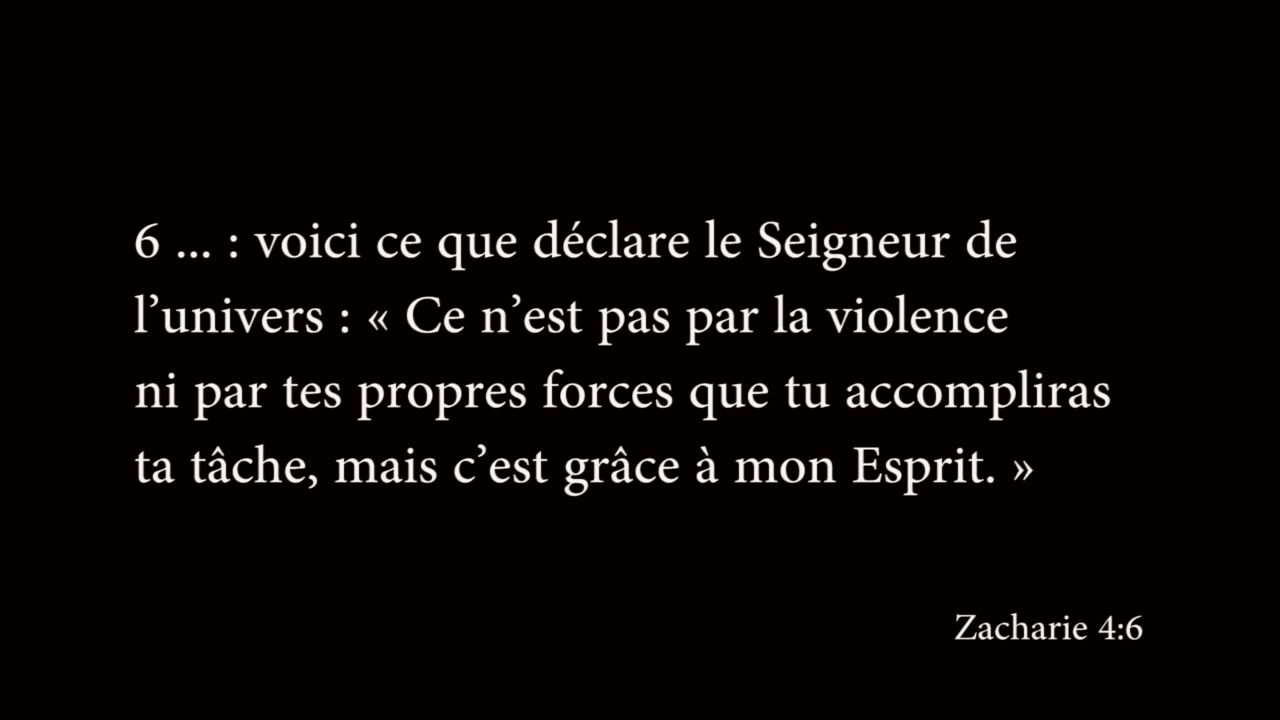 6 ... : voici ce que déclare le Seigneur de
l’univers : « Ce n’est pas par la violence
ni par tes propres forces que tu accompliras
ta tâche, mais c’est grâce à mon Esprit. »
Zacharie 4:6